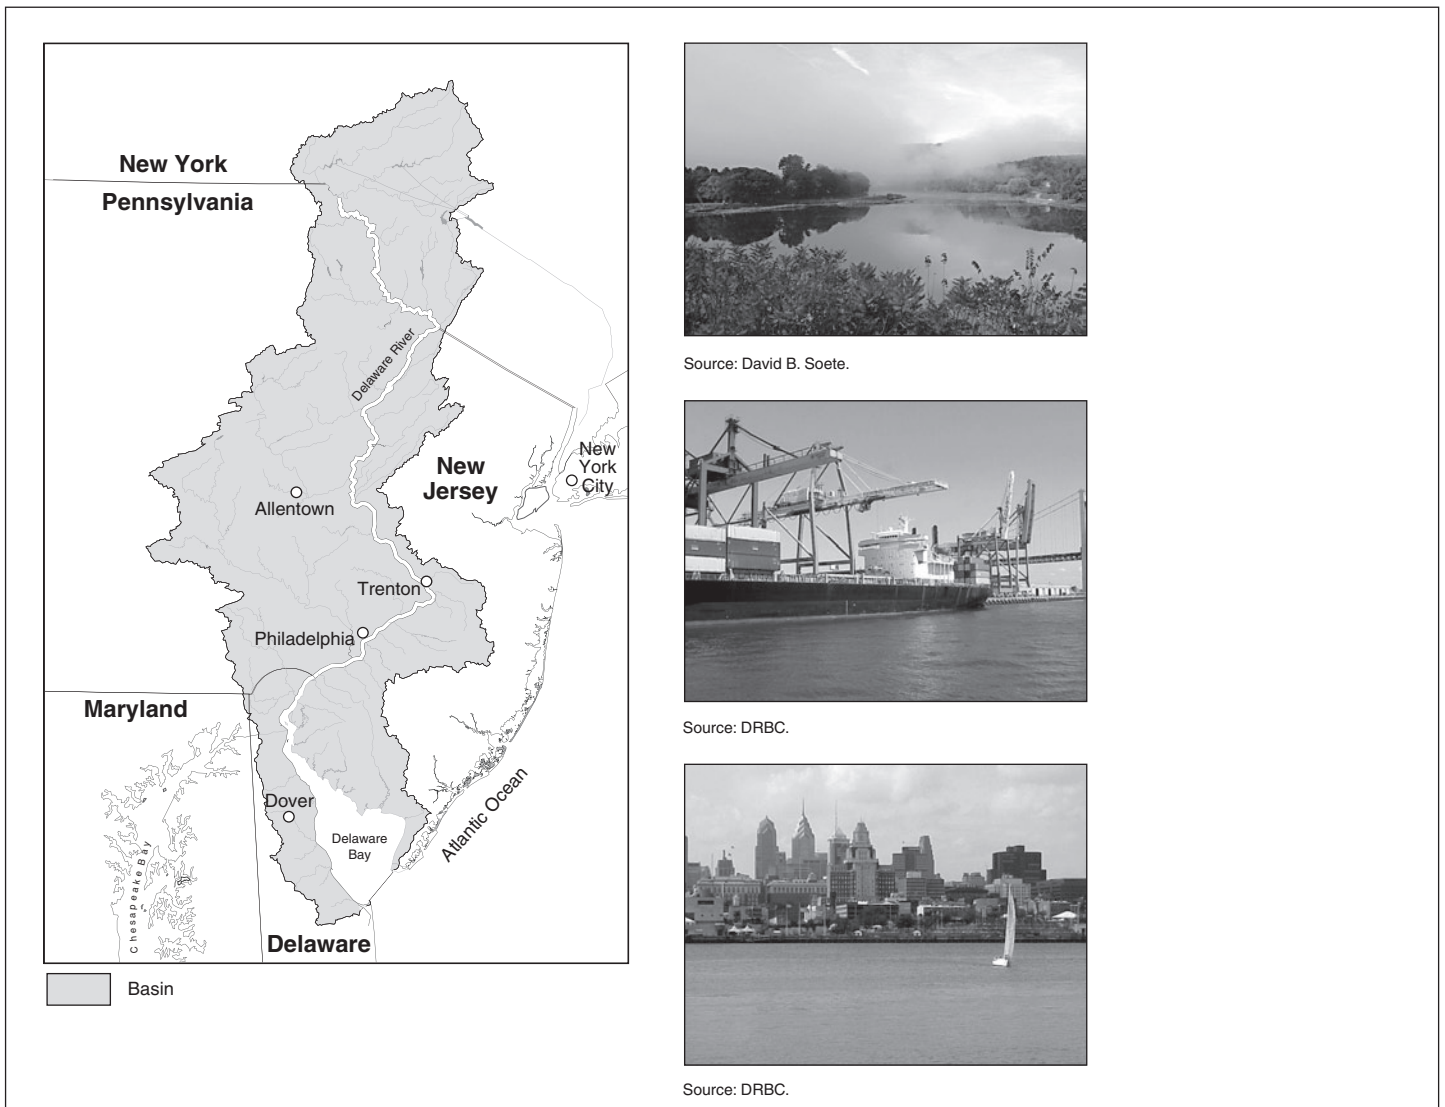 New York
Pennsylvania
Delaware River
New
York
City
New
Jersey
Allentown
Trenton
Philadelphia
Maryland
Dover
Delaware
Bay
Atlantic Ocean
Chesapeake Bay
Delaware
Basin
Source: David B. Soete.
Source: DRBC.
Source: DRBC.